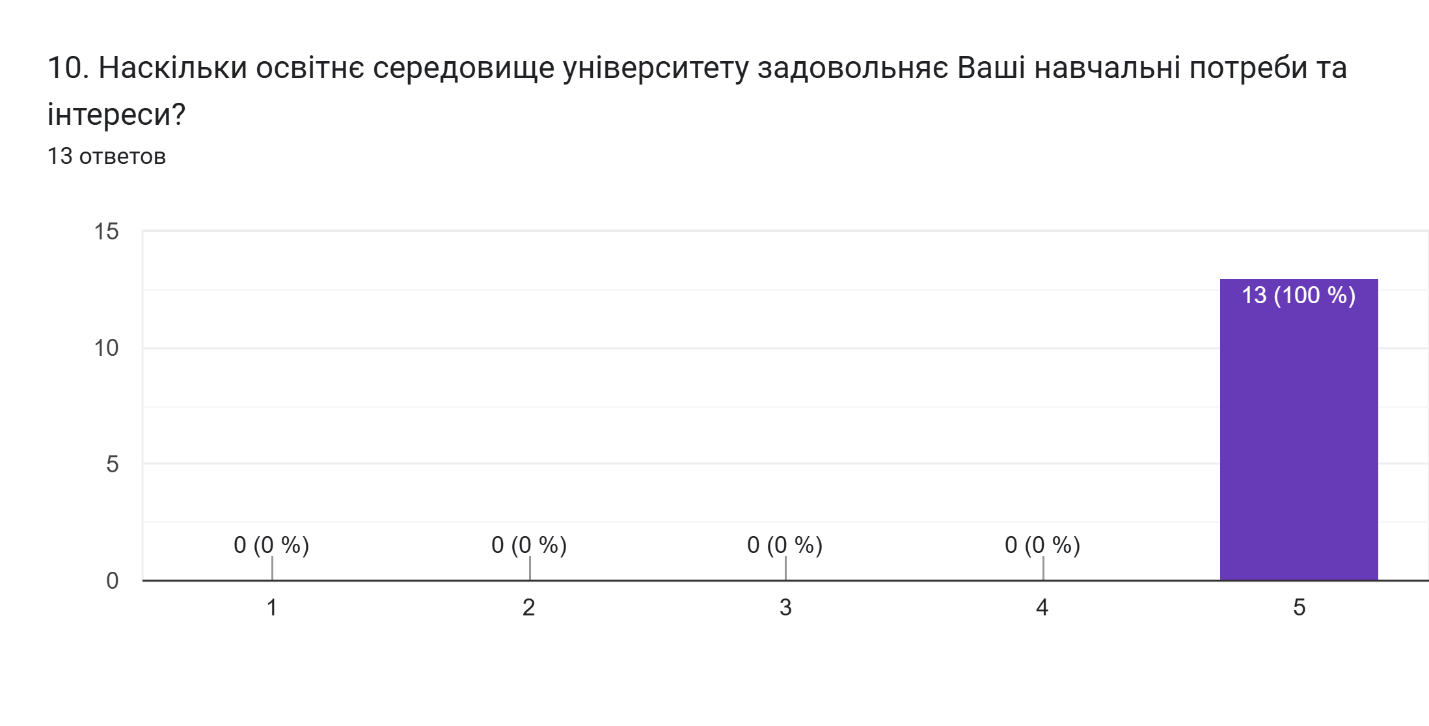 10. Наскільки освітнє середовище університету задовольняє Ваші навчальні потреби та
інтереси?
13 ответов
15
10
5
0
0 (0 %)
0 (0 %)
0 (0 %)
0 (0 %)
13 (100 %)
1
2
3
4
5